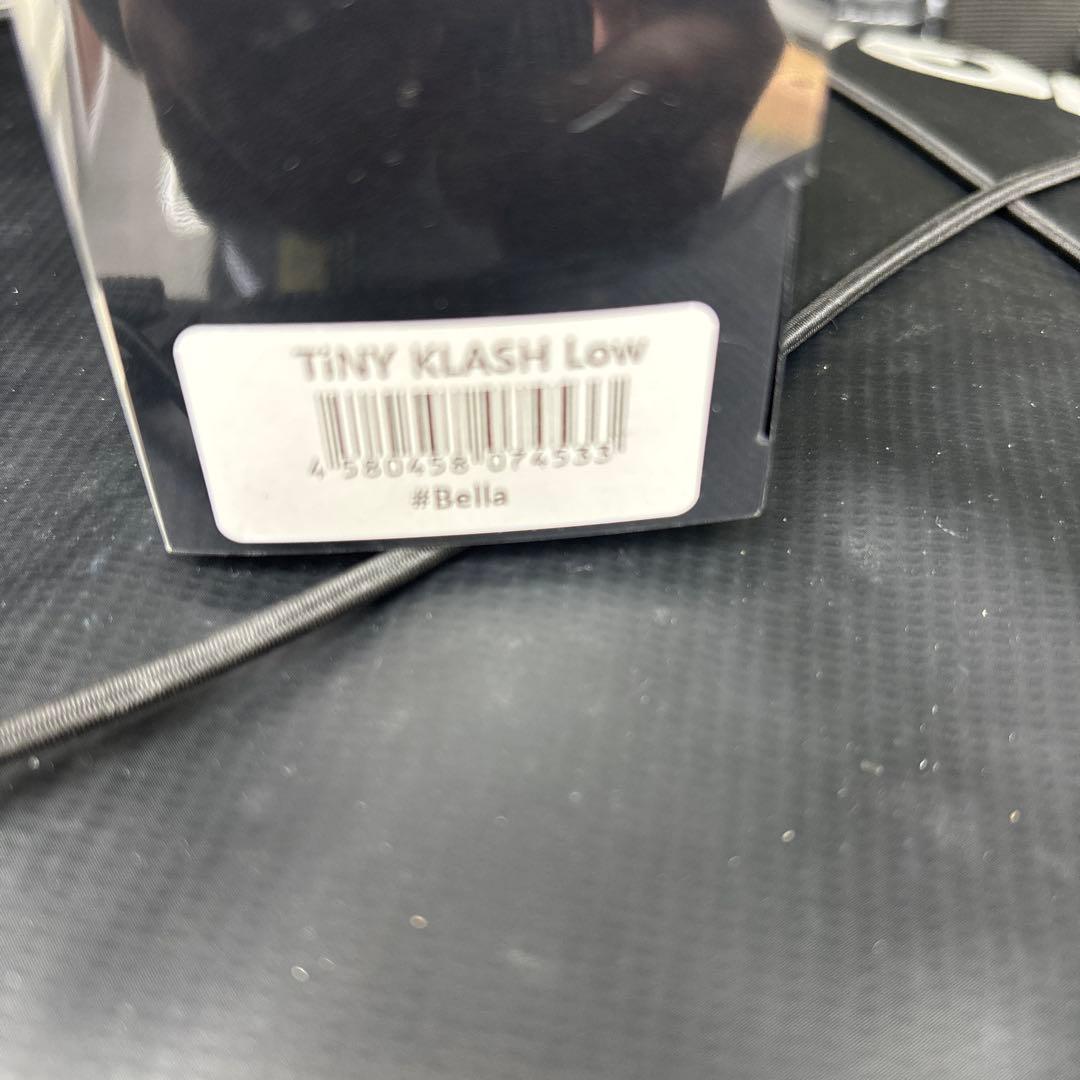 TiNY KLASH Low
4 580458 074533
#Bella